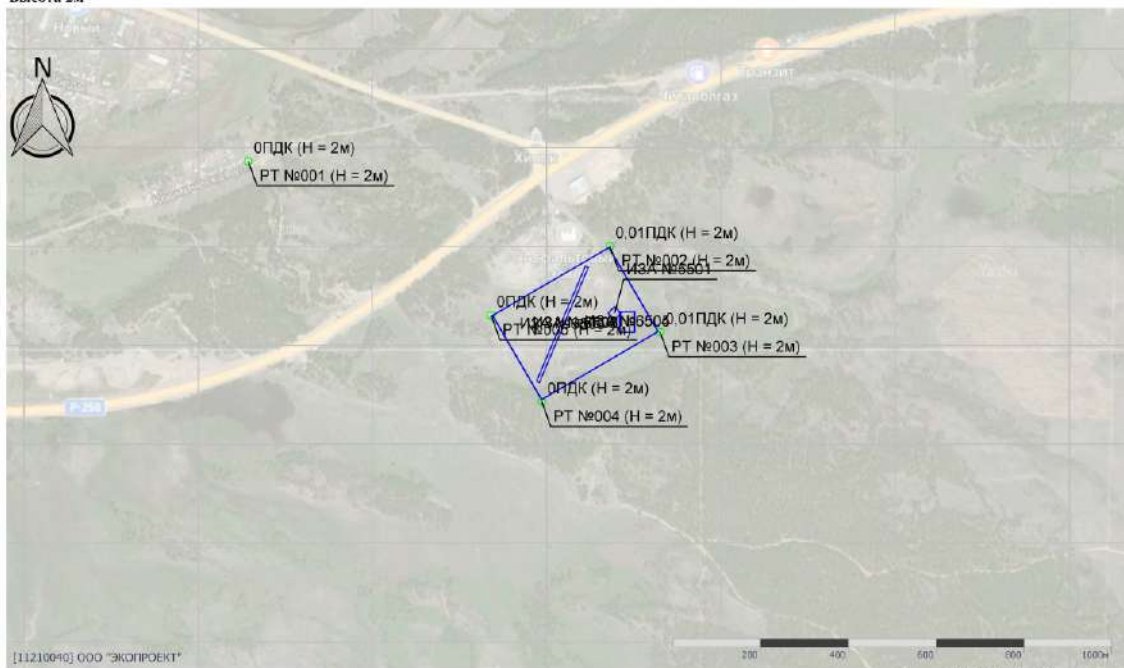 Высота 2м
N
Транзит
0ПДК (Н = 2м)
РТ №001 (Н = 2м)
0,01ПДК (Н = 2м)
РТ №002 (Н = 2м)
ИЗА №6501
0ПДК (Н = 2м)
0,01ПДК (Н = 2м)
РТ №003 (Н = 2м)
0ПДК (Н = 2м)
РТ №004 (Н = 2м)
Р-258
[11210040] ООО "ЭКОПРОЕКТ"
200 400 600 800 1000м